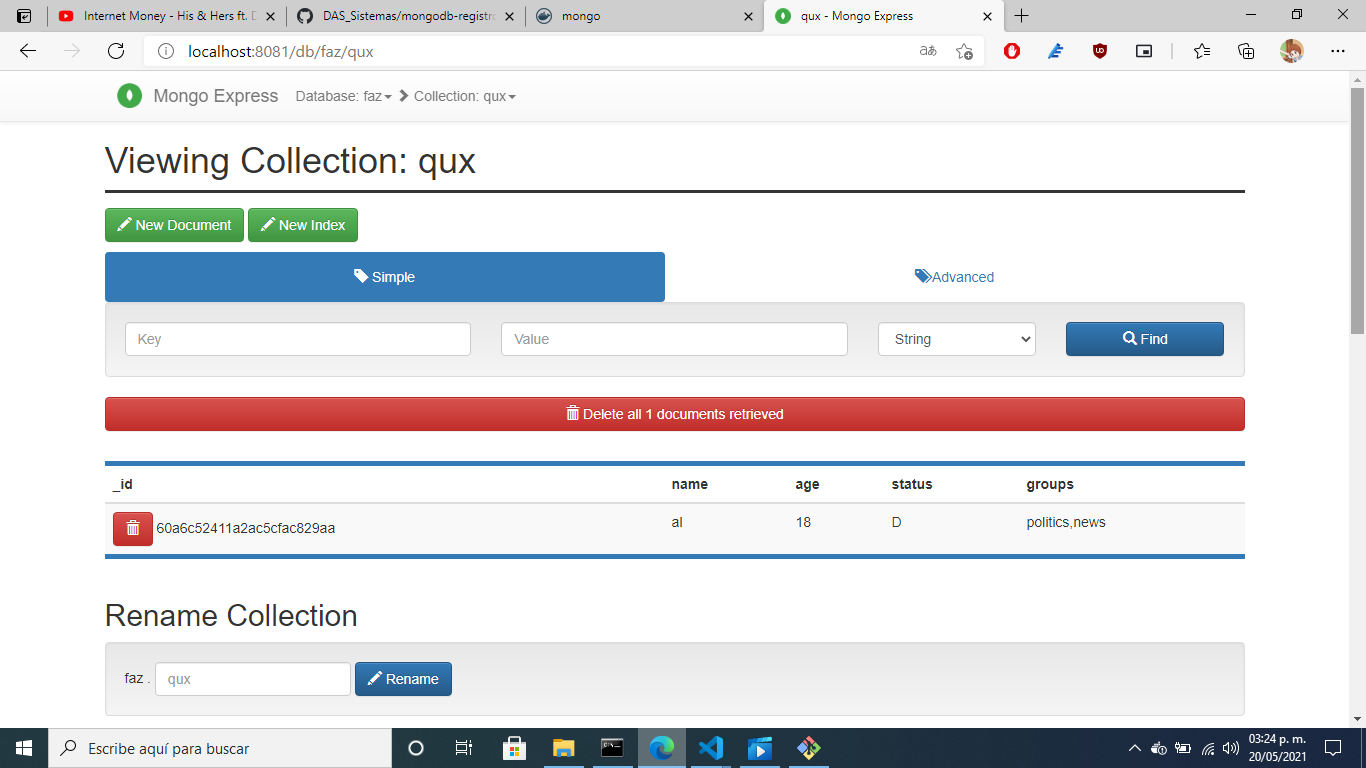 Internet Money - His & Hers ft. D
DAS_Sistemas/mongodb-registro
mongo
qux - Mongo Express
localhost:8081/db/faz/qux
aあ
Mongo Express
Database: faz
Collection: qux
Viewing Collection: qux
New Document
New Index
Simple
Advanced
Key
Value
String
Find
Delete all 1 documents retrieved
_id
name
age
status
groups
60a6c52411a2ac5cfac829aa
al
18
D
politics,news
Rename Collection
faz .
qux
Rename
Escribe aquí para buscar
03:24 p. m.
20/05/2021